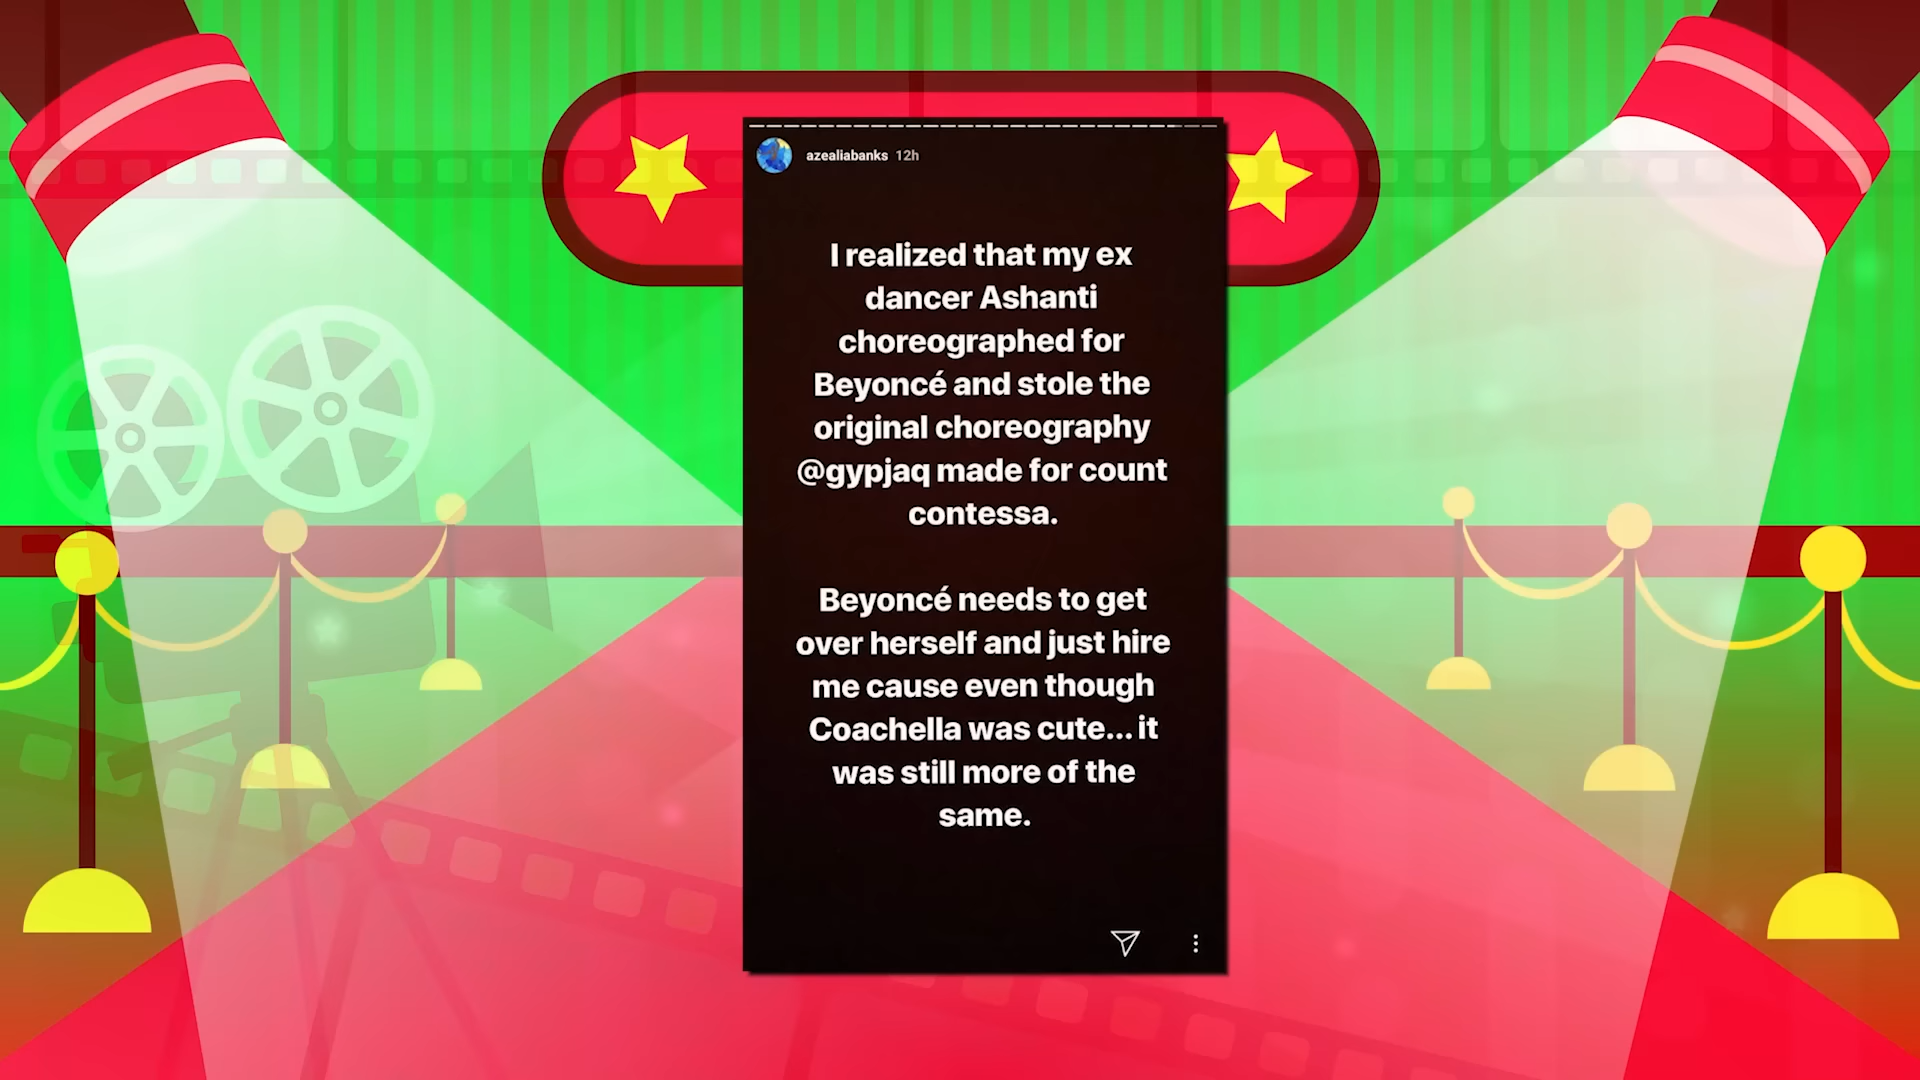 azealiabanks 12h
I realized that my ex
dancer Ashanti
choreographed for
Beyoncé and stole the
original choreography
@gypjaq made for count
contessa.
Beyoncé needs to get
over herself and just hire
me cause even though
Coachella was cute... it
was still more of the
same.